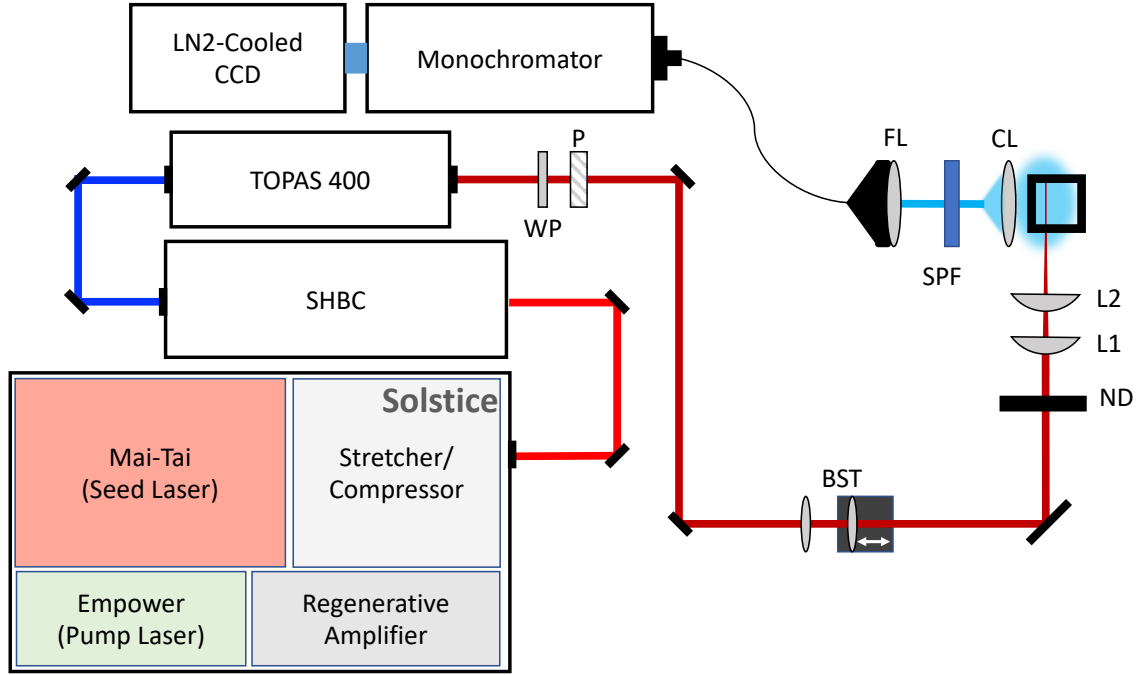 LN2-Cooled
CCD
Monochromator
TOPAS 400
WP
P
FL
CL
SPF
L2
L1
ND
SHBC
BST
Solstice
Mai-Tai
(Seed Laser)
Stretcher/
Compressor
Empower
(Pump Laser)
Regenerative
Amplifier